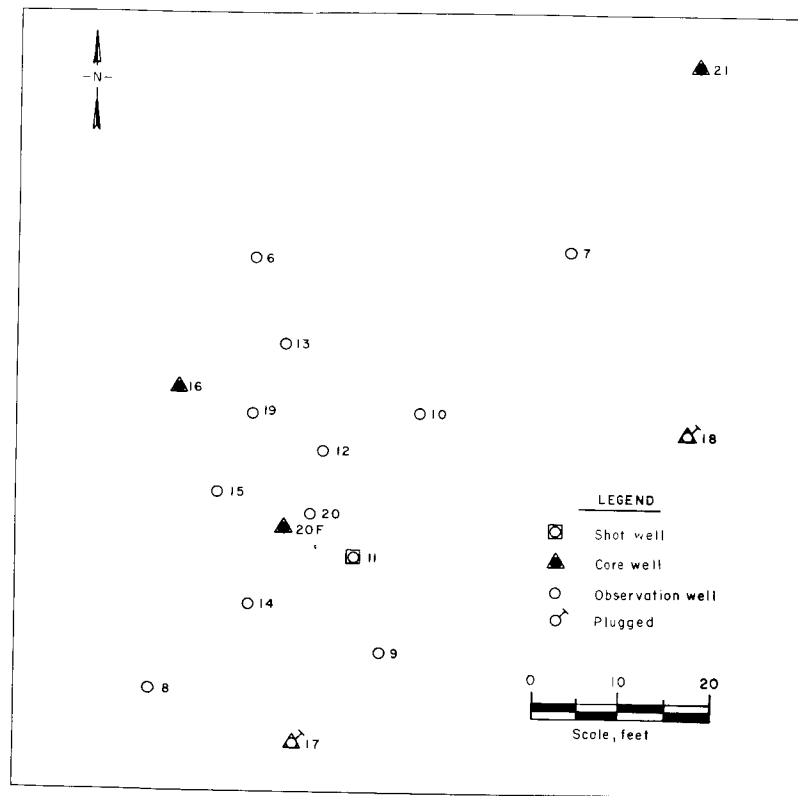 -N-
21
6
7
13
16
19
10
12
18
15
20
20F
11
14
9
8
17
LEGEND
Shot well
Core well
Observation well
Plugged
0 10 20
Scale, feet